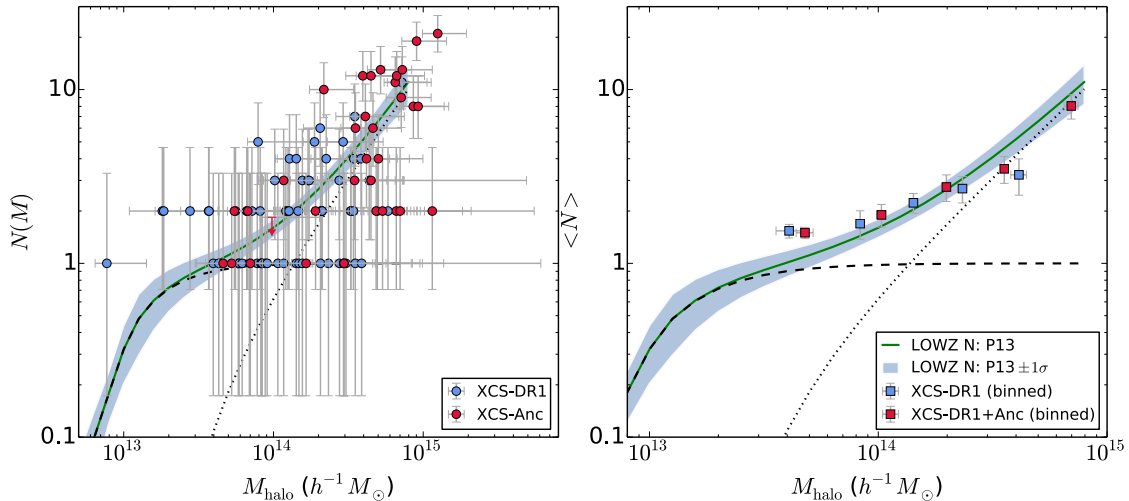 N(M)
10
1
0.1
10^13
10^14
10^15
M_halo (h^-1 M_⊙)
XCS-DR1
XCS-Anc
<N>
10
1
0.1
10^13
10^14
10^15
M_halo (h^-1 M_⊙)
LOWZ N: P13
LOWZ N: P13 ±1σ
XCS-DR1 (binned)
XCS-DR1+Anc (binned)